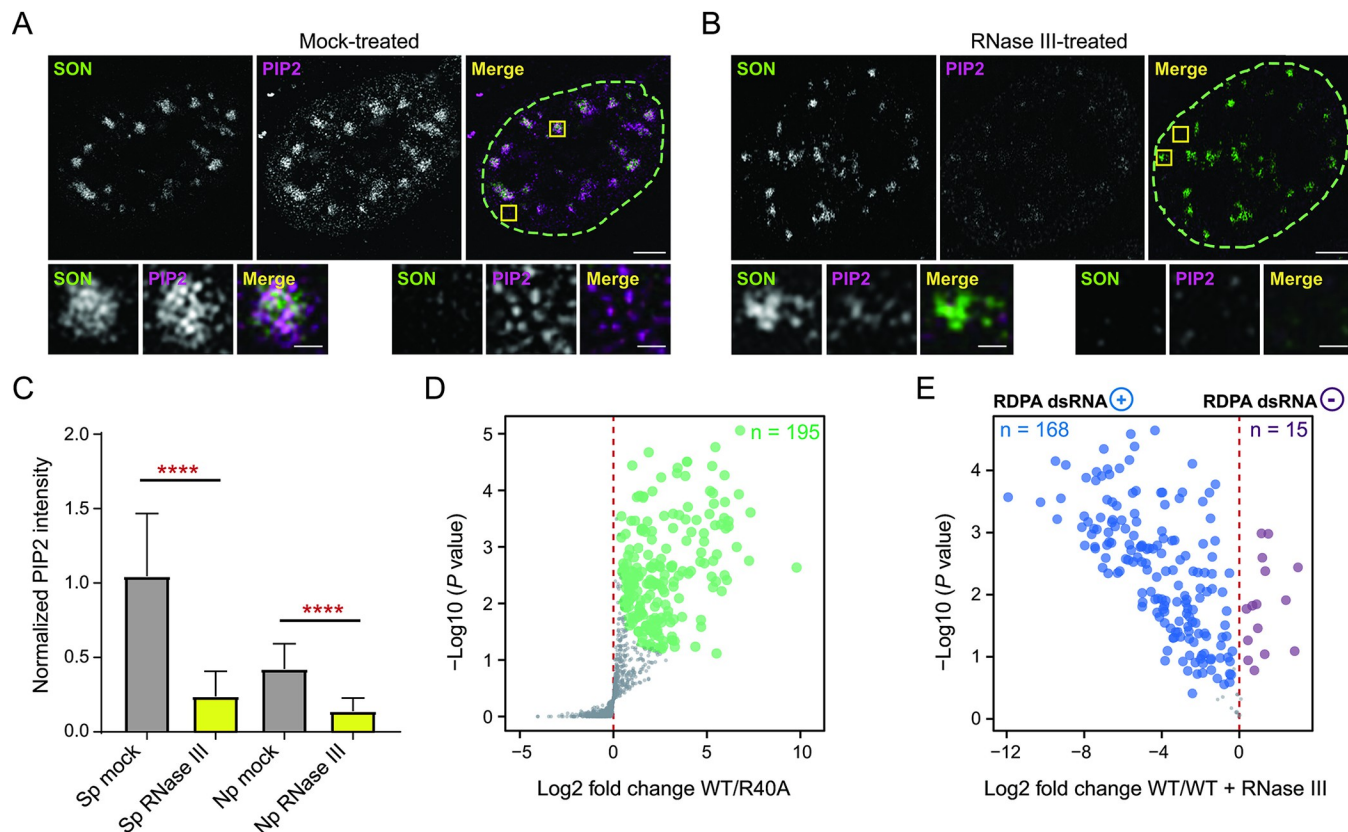 A
Mock-treated
SON
PIP2
Merge
SON
PIP2
Merge
SON
PIP2
Merge
B
RNase III-treated
SON
PIP2
Merge
SON
PIP2
Merge
SON
PIP2
Merge
C
Normalized PIP2 intensity
2.0
1.5
1.0
0.5
0.0
****
****
Sp mock
Sp RNase III
Np mock
Np RNase III
D
n = 195
−Log10 (P value)
5
4
3
2
1
0
−5
0
5
10
Log2 fold change WT/R40A
E
RDPA dsRNA +
RDPA dsRNA -
n = 168
n = 15
−Log10 (P value)
4
3
2
1
0
−12
−8
−4
0
Log2 fold change WT/WT + RNase III